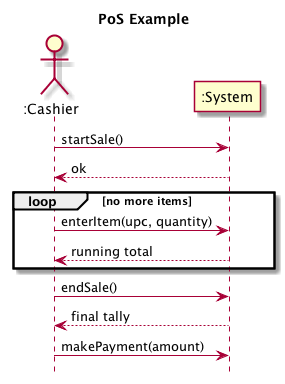 PoS Example
:Cashier
:System
startSale()
ok
loop [no more items]
enterItem(upc, quantity)
running total
endSale()
final tally
makePayment(amount)